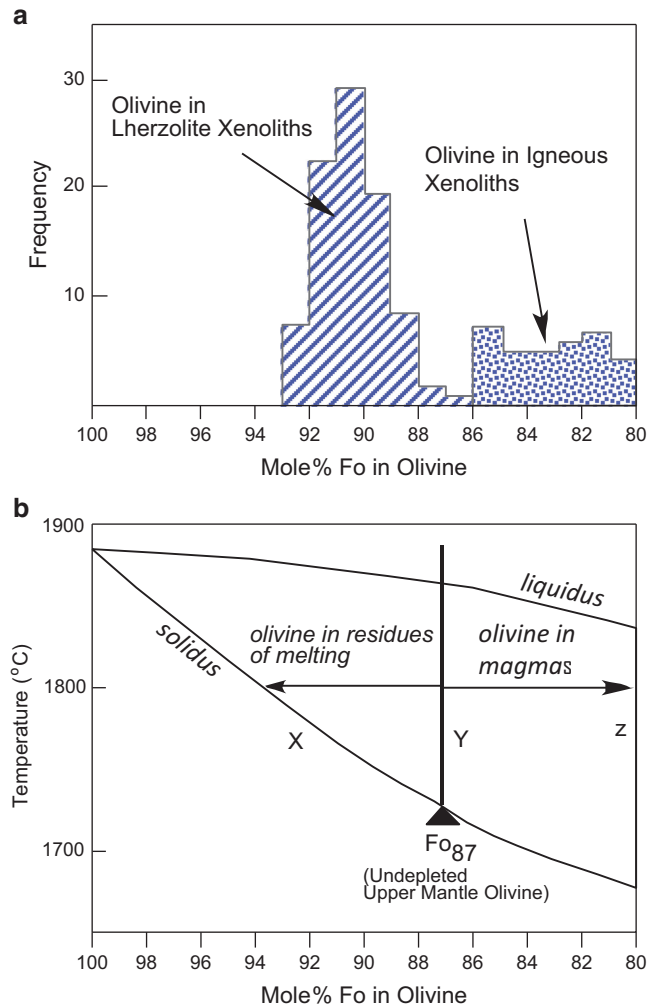 a
30
20
10
Frequency
Olivine in
Lherzolite Xenoliths
Olivine in Igneous
Xenoliths
100 98 96 94 92 90 88 86 84 82 80
Mole% Fo in Olivine
b
1900
1800
1700
Temperature (°C)
liquidus
solidus
olivine in residues
of melting
olivine in
magmas
X
Y
z
Fo87
(Undepleted
Upper Mantle Olivine)
100 98 96 94 92 90 88 86 84 82 80
Mole% Fo in Olivine